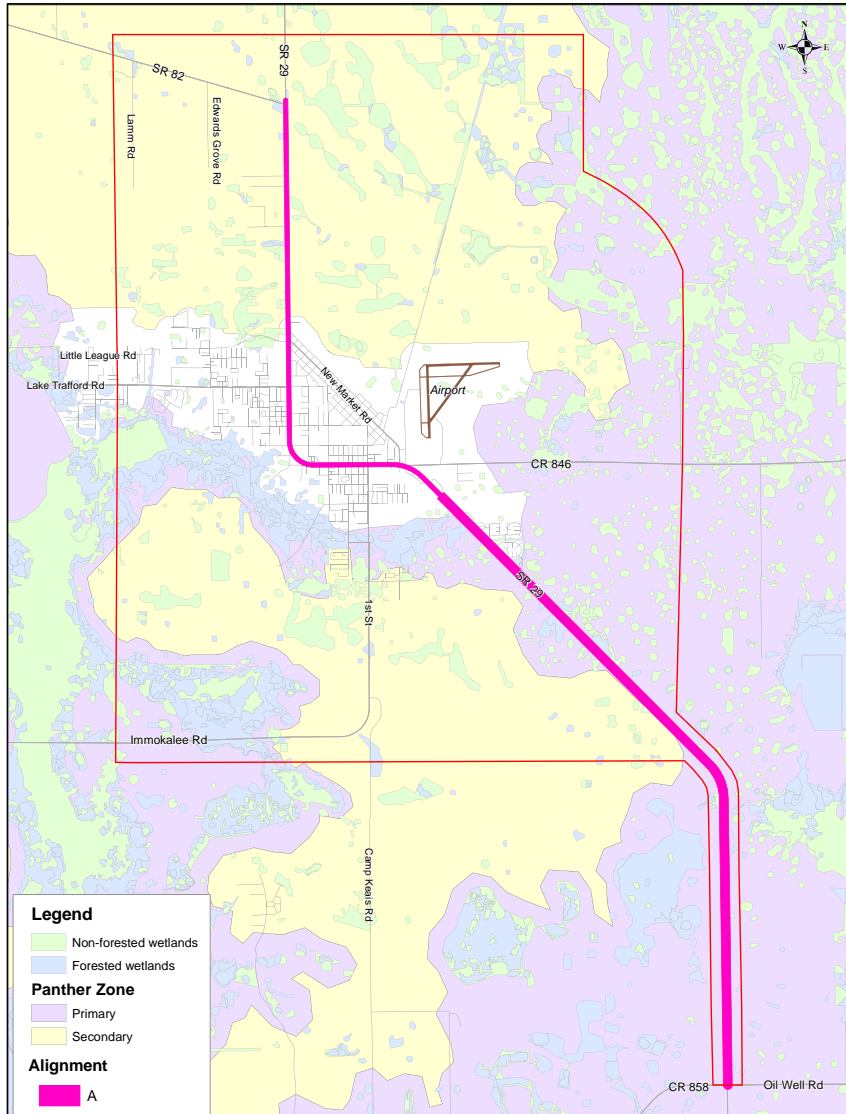 N
W
E
S
SR 82
SR 29
Lamm Rd
Edwards Grove Rd
Little League Rd
Lake Trafford Rd
New Market Rd
Airport
CR 846
SR 29
1st St
Immokalee Rd
Camp Keais Rd
CR 858
Oil Well Rd
Legend
Non-forested wetlands
Forested wetlands
Panther Zone
Primary
Secondary
Alignment
A